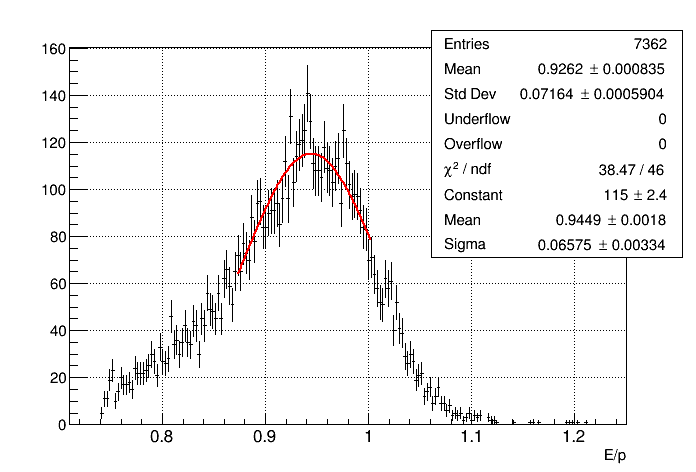 Entries 7362
Mean 0.9262 ± 0.000835
Std Dev 0.07164 ± 0.0005904
Underflow 0
Overflow 0
χ² / ndf 38.47 / 46
Constant 115 ± 2.4
Mean 0.9449 ± 0.0018
Sigma 0.06575 ± 0.00334
160
140
120
100
80
60
40
20
0
0.8 0.9 1 1.1 1.2
E/p